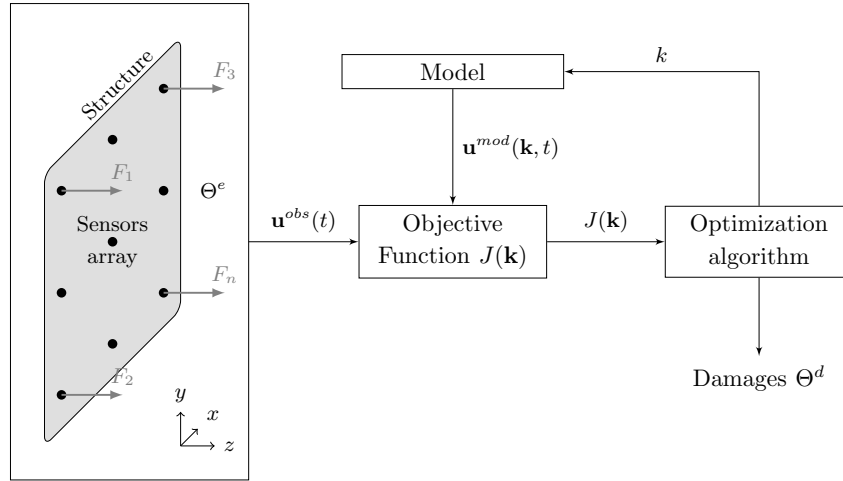 Structure
F₃
F₁
Θᵉ
Sensors
array
Fₙ
F₂
y
x
z
𝐮ᵒᵇˢ(t)
Model
k
𝐮ᵐᵒᵈ(𝐤, t)
Objective
Function J(𝐤)
J(𝐤)
Optimization
algorithm
Damages Θᵈ